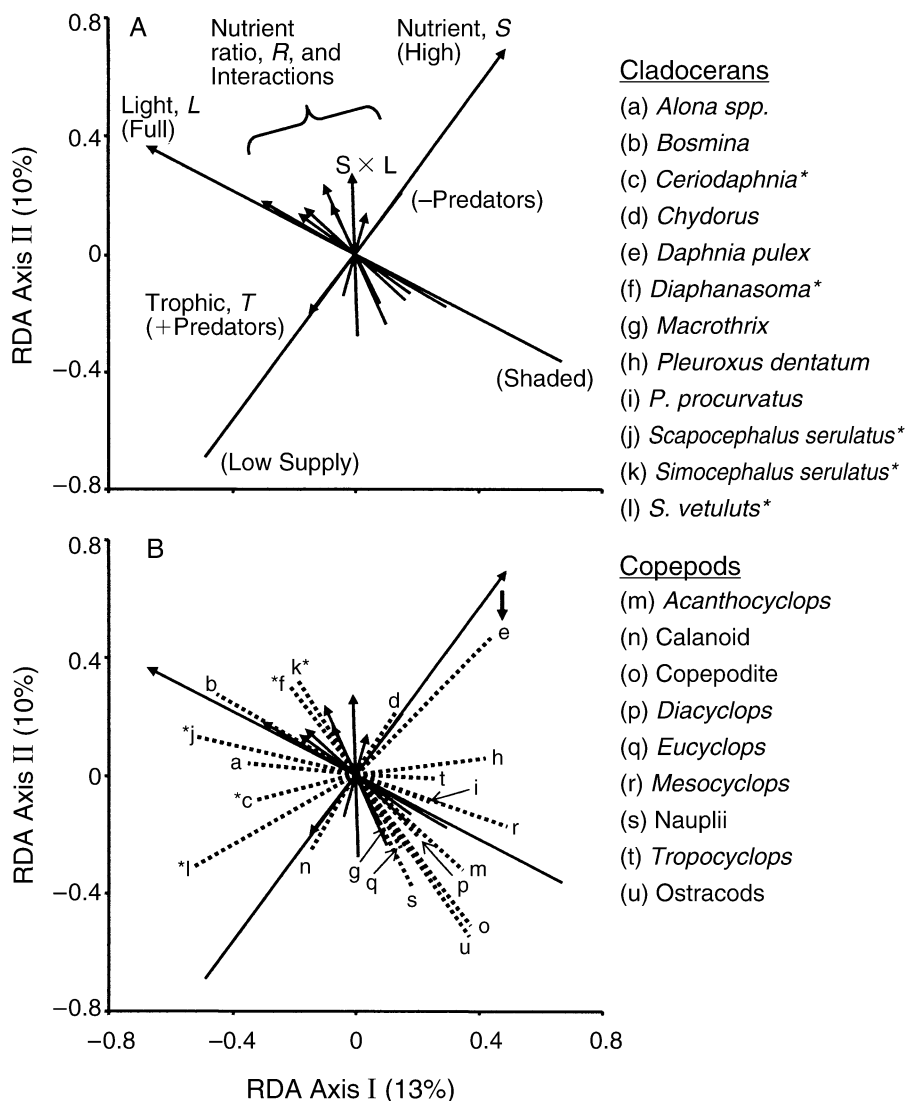 A
Nutrient
ratio, R, and
Interactions
Nutrient, S
(High)
Light, L
(Full)
S × L
(–Predators)
Trophic, T
(+Predators)
(Shaded)
(Low Supply)
0.8
0.4
0
−0.4
−0.8
RDA Axis II (10%)
Cladocerans
(a) Alona spp.
(b) Bosmina
(c) Ceriodaphnia*
(d) Chydorus
(e) Daphnia pulex
(f) Diaphanasoma*
(g) Macrothrix
(h) Pleuroxus dentatum
(i) P. procurvatus
(j) Scapocephalus serulatus*
(k) Simocephalus serulatus*
(l) S. vetuluts*
B
0.8
0.4
0
−0.4
−0.8
RDA Axis II (10%)
e
k*
*f
b
d
*j
a
h
t
i
*c
r
*l
n
g
q
m
p
s
o
u
−0.8
−0.4
0
0.4
0.8
RDA Axis I (13%)
Copepods
(m) Acanthocyclops
(n) Calanoid
(o) Copepodite
(p) Diacyclops
(q) Eucyclops
(r) Mesocyclops
(s) Nauplii
(t) Tropocyclops
(u) Ostracods